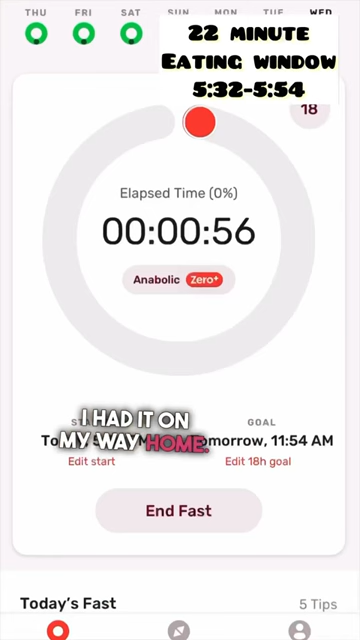 THU FRI SAT SUN MON TUE WED
22 MINUTE
EATING WINDOW
5:32-5:54
18
Elapsed Time (0%)
00:00:56
Anabolic Zero+
GOAL
I HAD IT ON
MY WAY HOME.
11:54 AM
Edit start Edit 18h goal
End Fast
Today's Fast 5 Tips